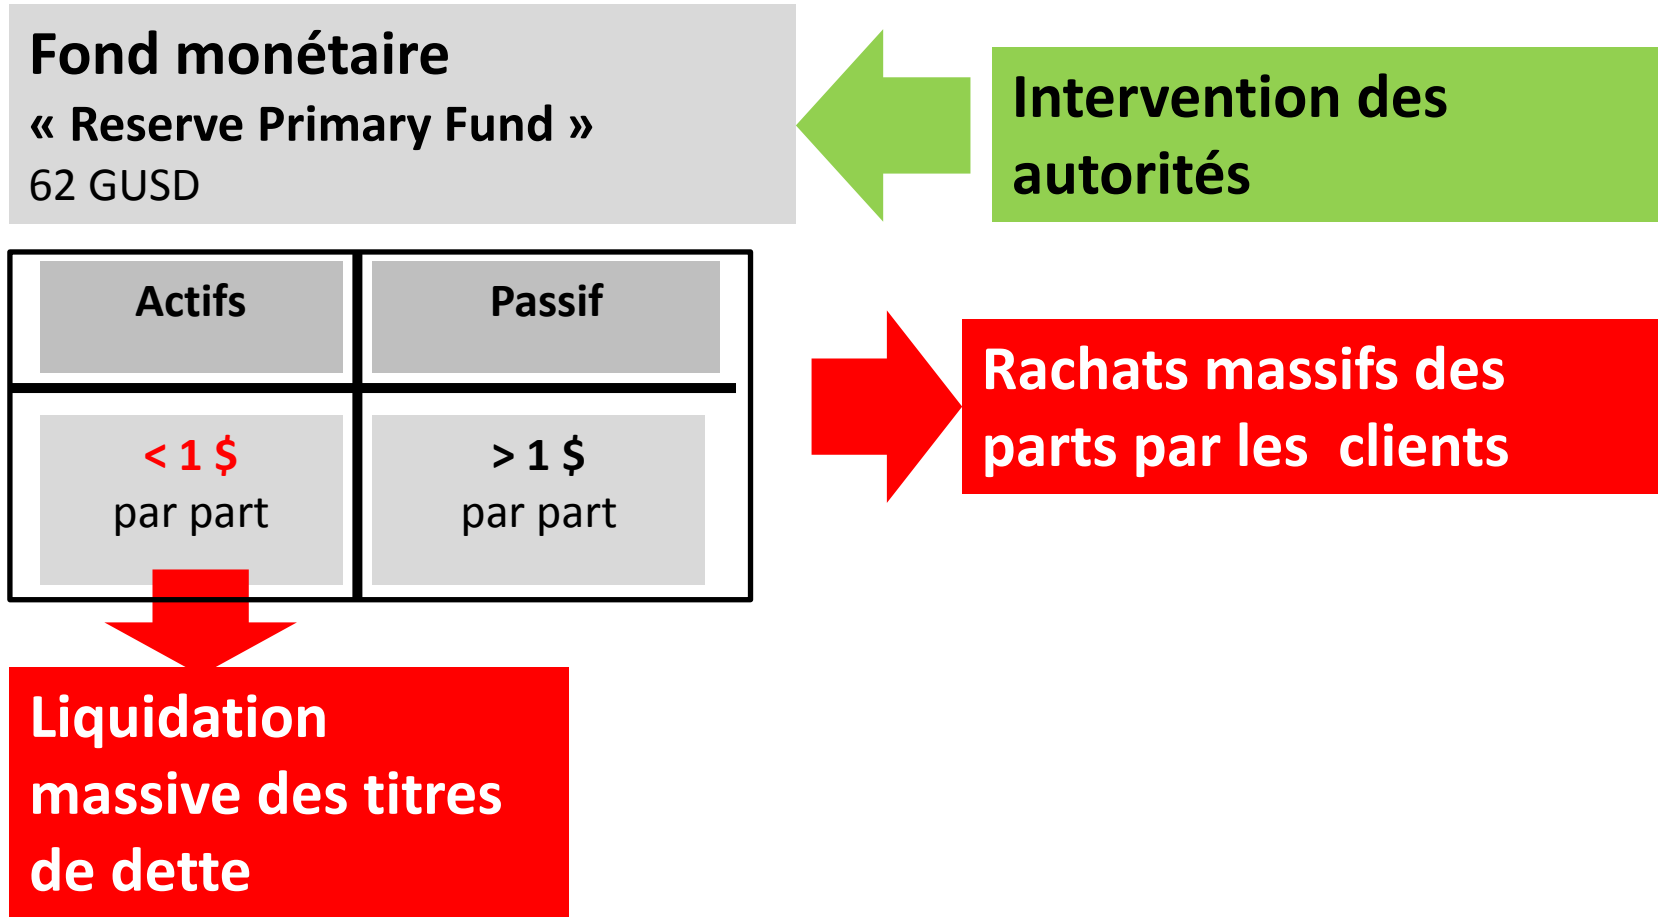 Fond monétaire
« Reserve Primary Fund »
62 GUSD
Intervention des
autorités
Actifs
Passif
< 1 $
par part
> 1 $
par part
Rachats massifs des
parts par les  clients
Liquidation
massive des titres
de dette